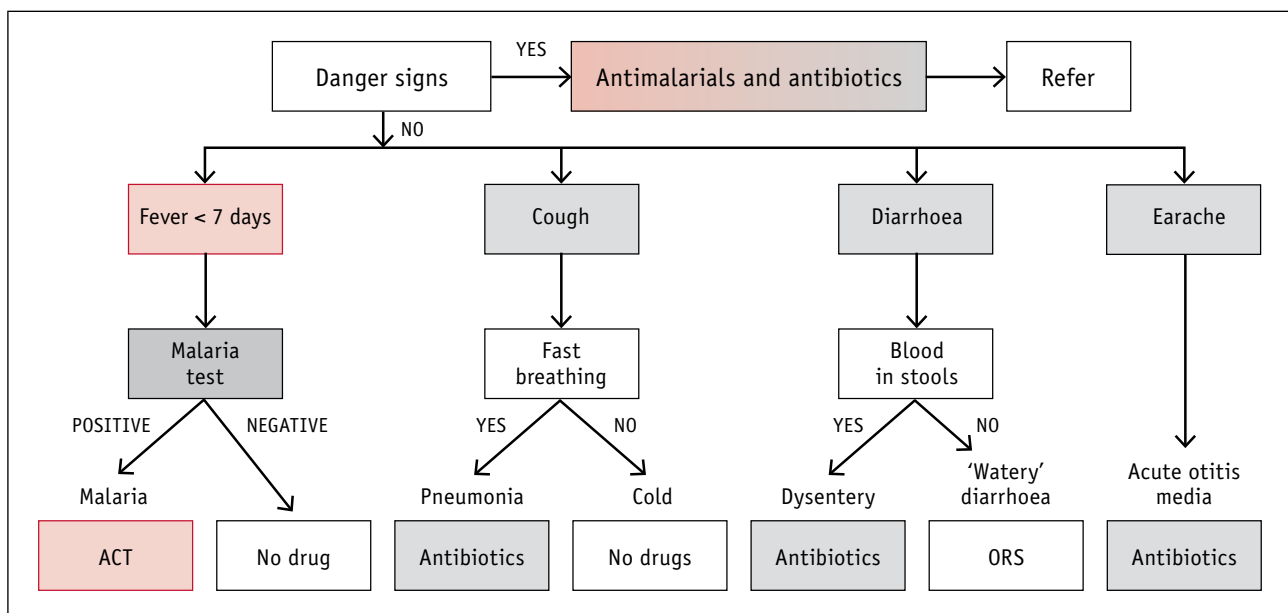 YES
Danger signs
Antimalarials and antibiotics
Refer
NO
Fever < 7 days
Cough
Diarrhoea
Earache
Malaria
test
Fast
breathing
Blood
in stools
POSITIVE
NEGATIVE
YES
NO
YES
NO
Malaria
Pneumonia
Cold
Dysentery
‘Watery’
diarrhoea
Acute otitis
media
ACT
No drug
Antibiotics
No drugs
Antibiotics
ORS
Antibiotics